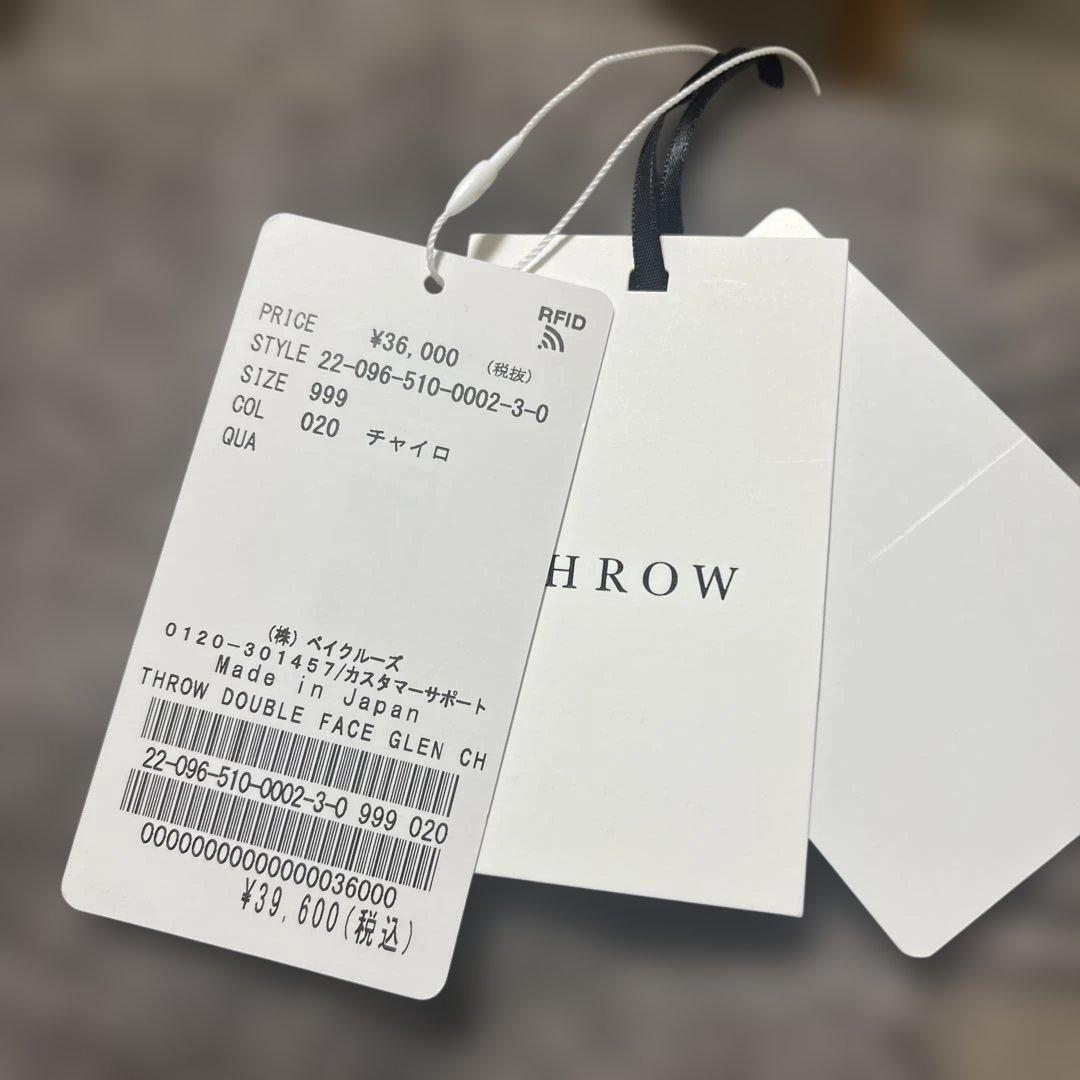 PRICE ¥36,000 (税抜)
RFID
STYLE 22-096-510-0002-3-0
SIZE 999
COL 020 チャイロ
QUA
(株) ベイクルーズ
0120-301457/カスタマーサポート
Made in Japan
THROW DOUBLE FACE GLEN CH
22-096-510-0002-3-0 999 020
¥39,600(税込)
HROW